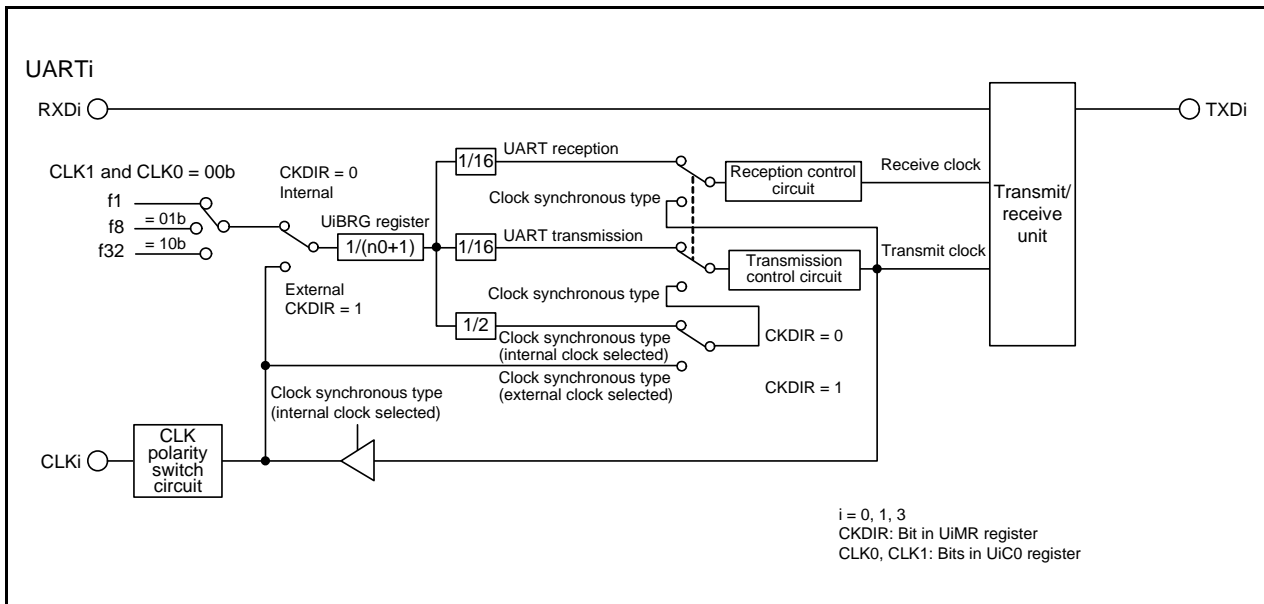 UARTi
RXDi
TXDi
CLK1 and CLK0 = 00b
f1
f8
= 01b
f32
= 10b
CKDIR = 0
Internal
External
CKDIR = 1
UiBRG register
1/(n0+1)
1/16
UART reception
Clock synchronous type
1/16
UART transmission
Clock synchronous type
1/2
Clock synchronous type
(internal clock selected)
Clock synchronous type
(external clock selected)
CKDIR = 0
CKDIR = 1
Reception control
circuit
Receive clock
Transmission
control circuit
Transmit clock
Transmit/
receive
unit
Clock synchronous type
(internal clock selected)
CLKi
CLK
polarity
switch
circuit
i = 0, 1, 3
CKDIR: Bit in UiMR register
CLK0, CLK1: Bits in UiC0 register